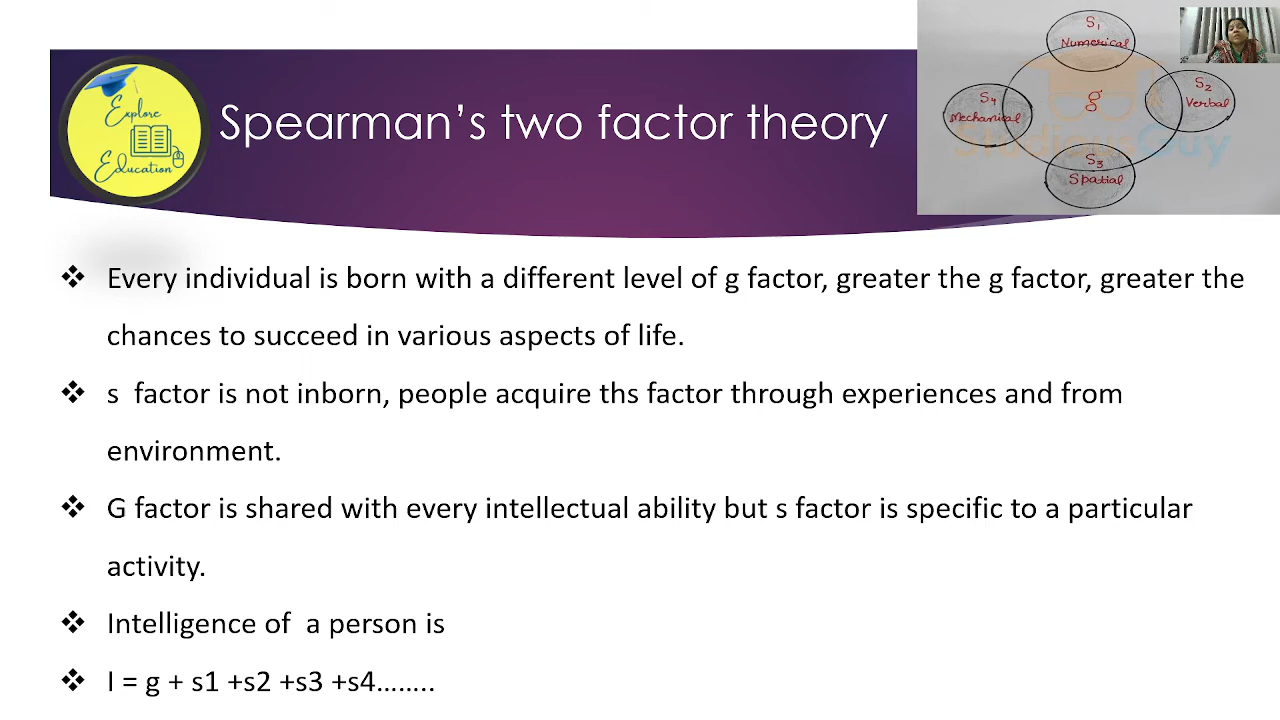 Explore
Education
Spearman's two factor theory
S1
Numerical
S4
Mechanical
g
S2
Verbal
StudiousGuy
S3
Spatial
❖ Every individual is born with a different level of g factor, greater the g factor, greater the
chances to succeed in various aspects of life.
❖ s factor is not inborn, people acquire ths factor through experiences and from
environment.
❖ G factor is shared with every intellectual ability but s factor is specific to a particular
activity.
❖ Intelligence of a person is
❖ I = g + s1 +s2 +s3 +s4……..